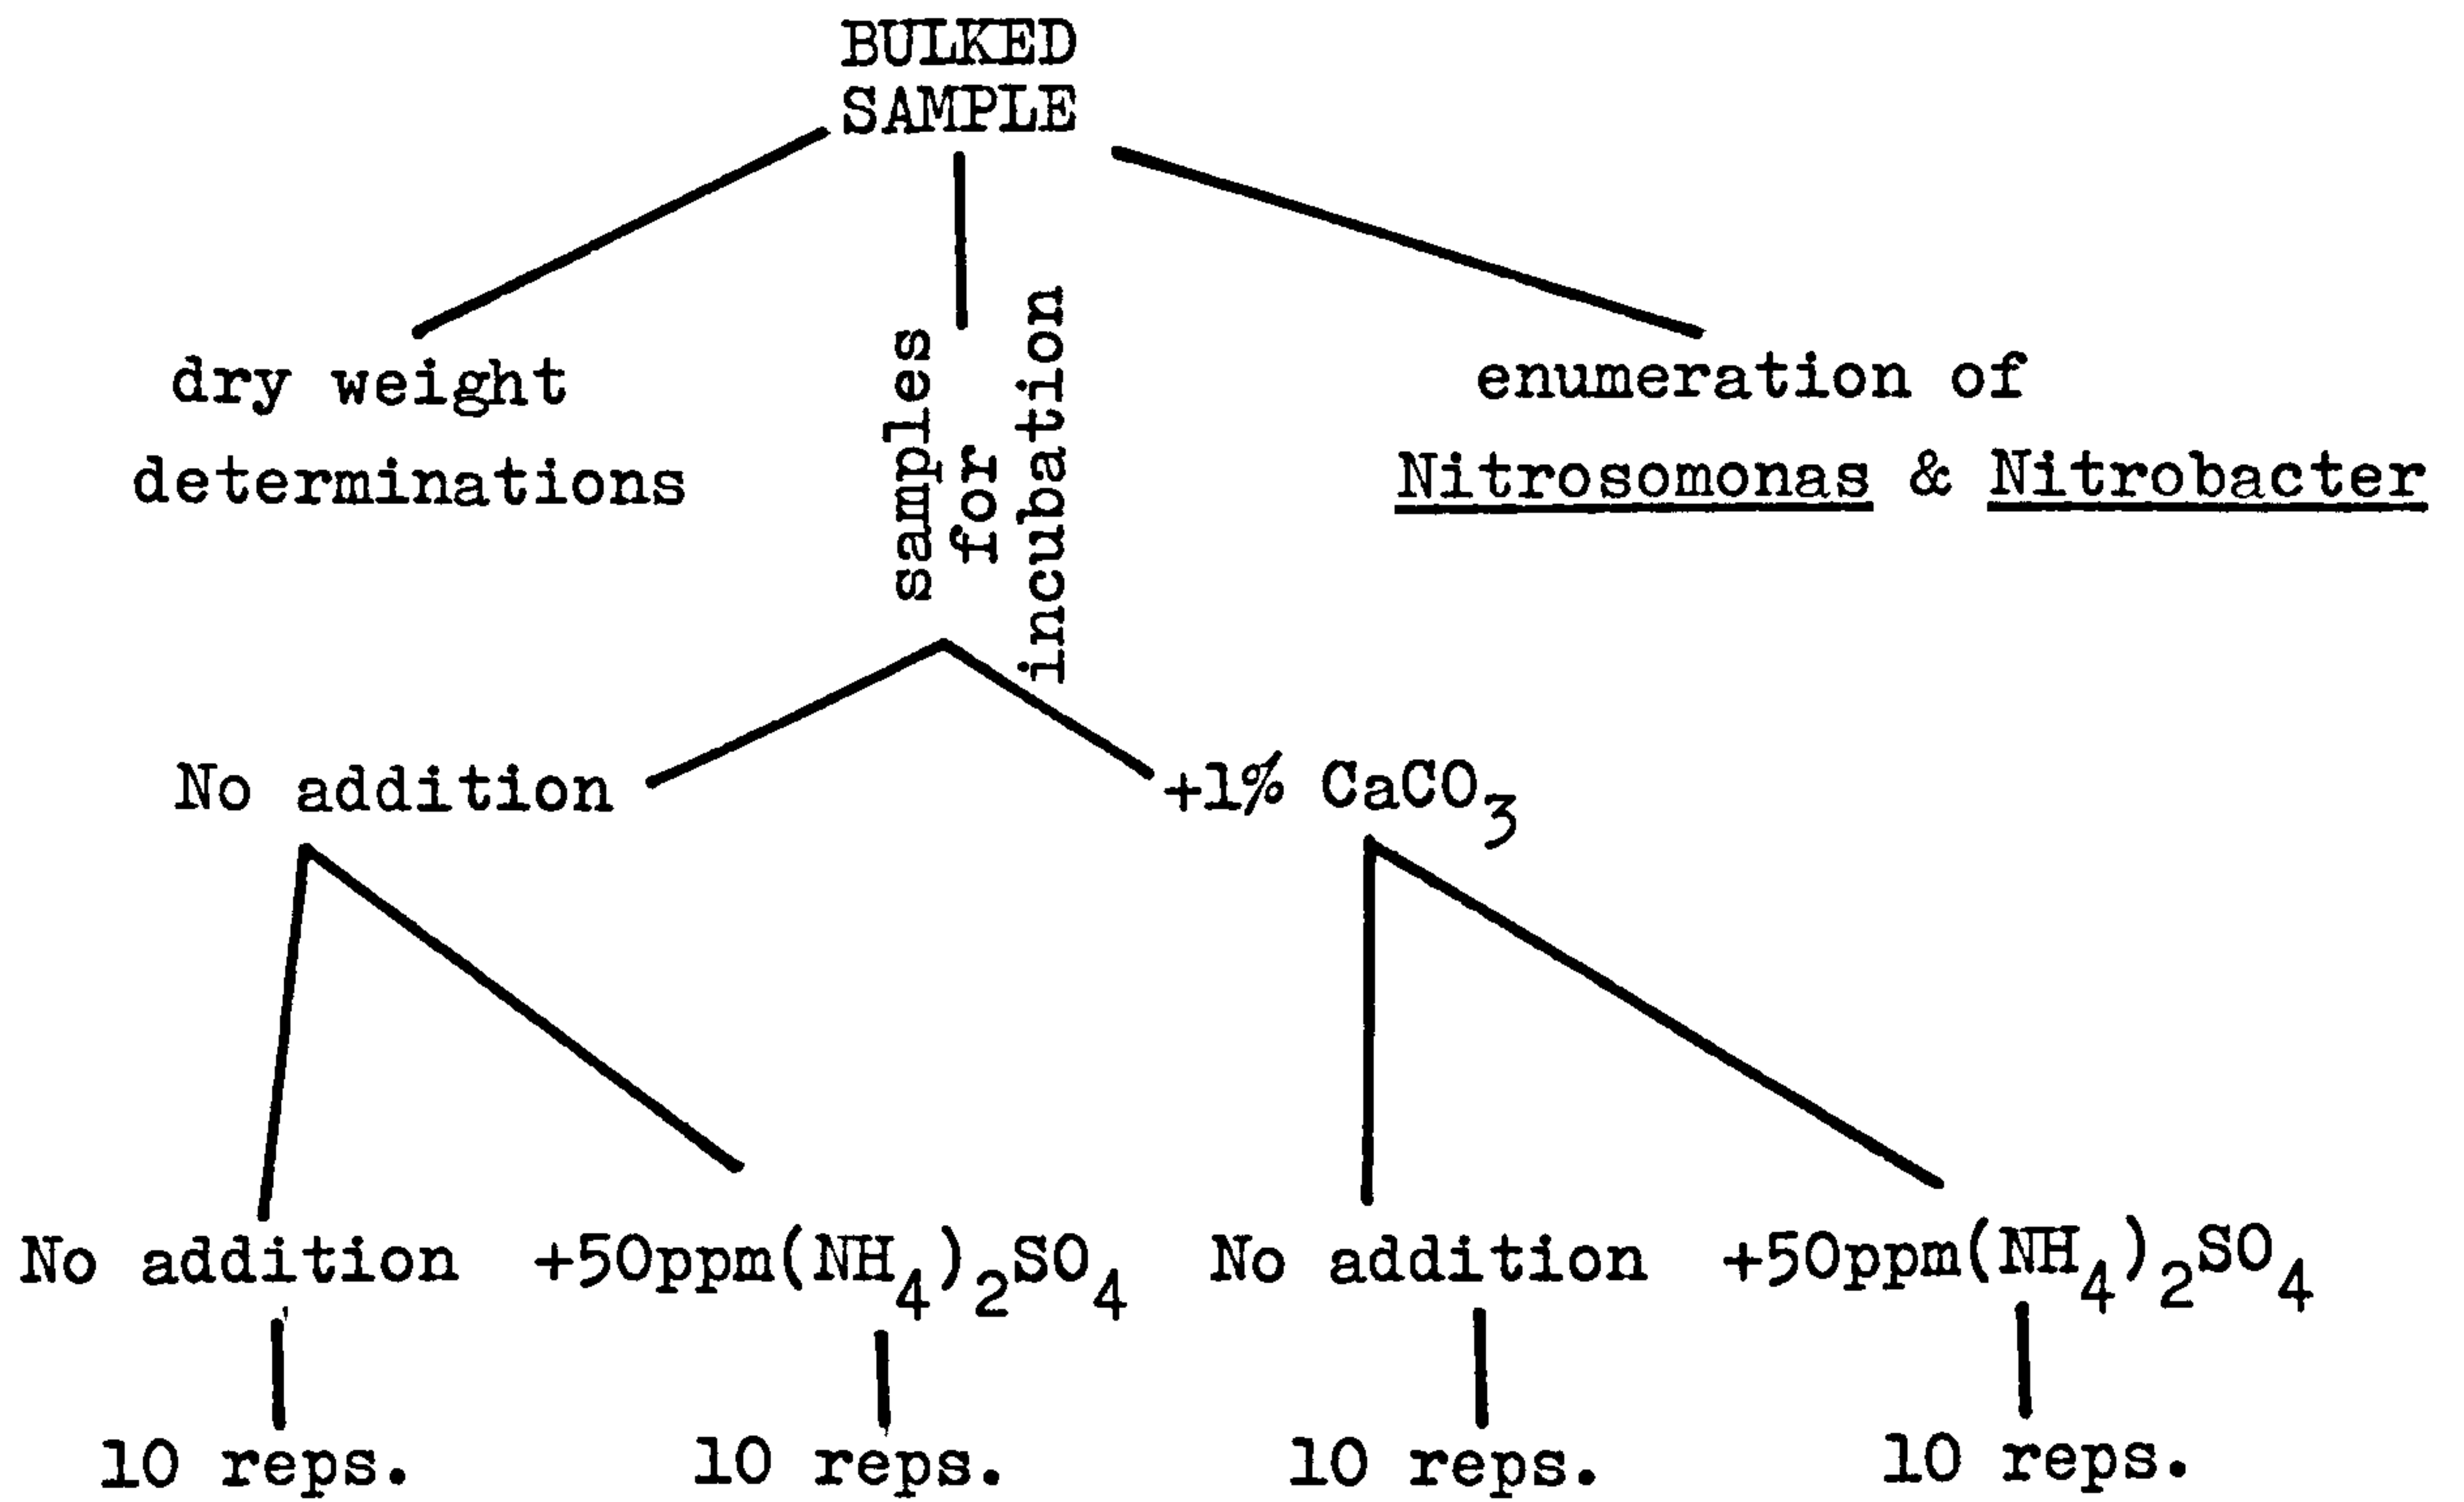 BULKED
SAMPLE
dry weight
determinations
samples
for
incubation
enumeration of
Nitrosomonas & Nitrobacter
No addition
+1% CaCO3
No addition
+50ppm(NH4)2SO4
No addition
+50ppm(NH4)2SO4
10 reps.
10 reps.
10 reps.
10 reps.